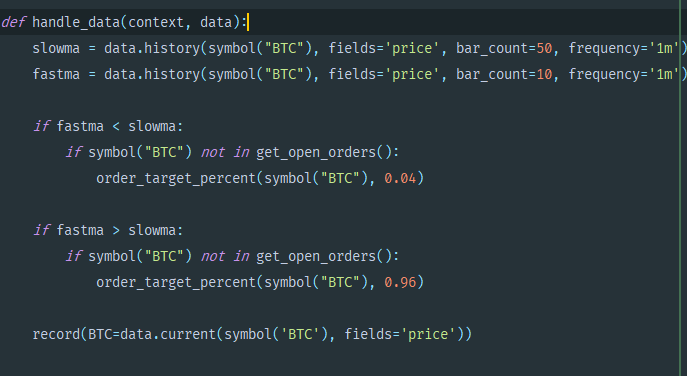 def handle_data(context, data):
    slowma = data.history(symbol("BTC"), fields='price', bar_count=50, frequency='1m')
    fastma = data.history(symbol("BTC"), fields='price', bar_count=10, frequency='1m')

    if fastma < slowma:
        if symbol("BTC") not in get_open_orders():
            order_target_percent(symbol("BTC"), 0.04)

    if fastma > slowma:
        if symbol("BTC") not in get_open_orders():
            order_target_percent(symbol("BTC"), 0.96)

    record(BTC=data.current(symbol('BTC'), fields='price'))